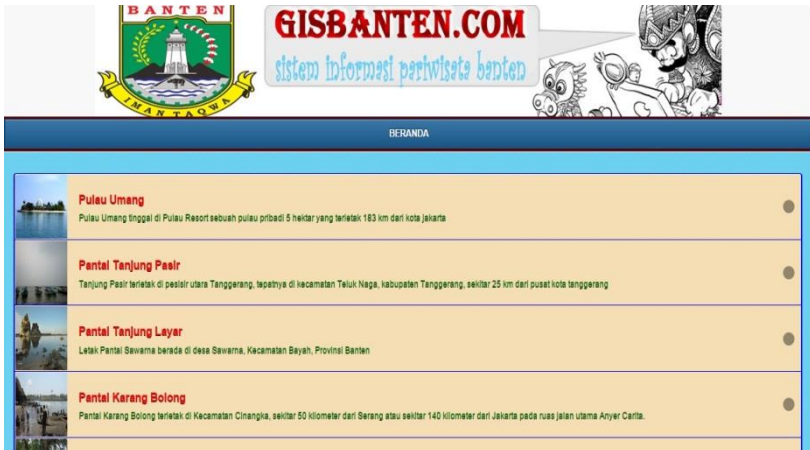 BANTEN
GISBANTEN.COM
sistem informasi pariwisata banten
IMAN TAQWA
BERANDA
Pulau Umang
Pulau Umang tinggal di Pulau Resort sebuah pulau pribadi 5 hektar yang terletak 183 km dari kota jakarta
Pantai Tanjung Pasir
Tanjung Pasir terletak di pesisir utara Tanggerang, tepatnya di kecamatan Teluk Naga, kabupaten Tanggerang, sekitar 25 km dari pusat kota tanggerang
Pantai Tanjung Layar
Letak Pantai Sawarna berada di desa Sawarna, Kecamatan Bayah, Provinsi Banten
Pantai Karang Bolong
Pantai Karang Bolong terletak di Kecamatan Cinangka, sekitar 50 kilometer dari Serang atau sekitar 140 kilometer dari Jakarta pada ruas jalan utama Anyer Carita.